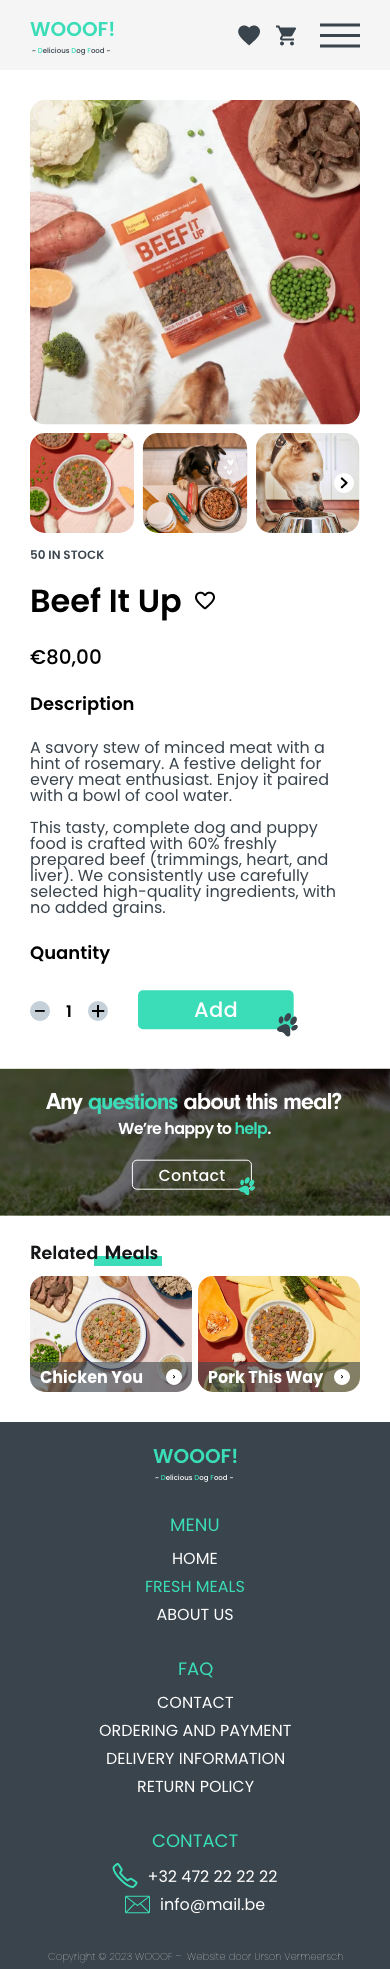 WOOOF!
- Delicious Dog Food -
BEEF IT UP
50 IN STOCK
Beef It Up
€80,00
Description
A savory stew of minced meat with a
hint of rosemary. A festive delight for
every meat enthusiast. Enjoy it paired
with a bowl of cool water.
This tasty, complete dog and puppy
food is crafted with 60% freshly
prepared beef (trimmings, heart, and
liver). We consistently use carefully
selected high-quality ingredients, with
no added grains.
Quantity
1
Add
Any questions about this meal?
We're happy to help.
Contact
Related Meals
Chicken You
Pork This Way
WOOOF!
- Delicious Dog Food -
MENU
HOME
FRESH MEALS
ABOUT US
FAQ
CONTACT
ORDERING AND PAYMENT
DELIVERY INFORMATION
RETURN POLICY
CONTACT
+32 472 22 22 22
info@mail.be
Copyright © 2023 WOOOF - Website door Urson Vermeersch